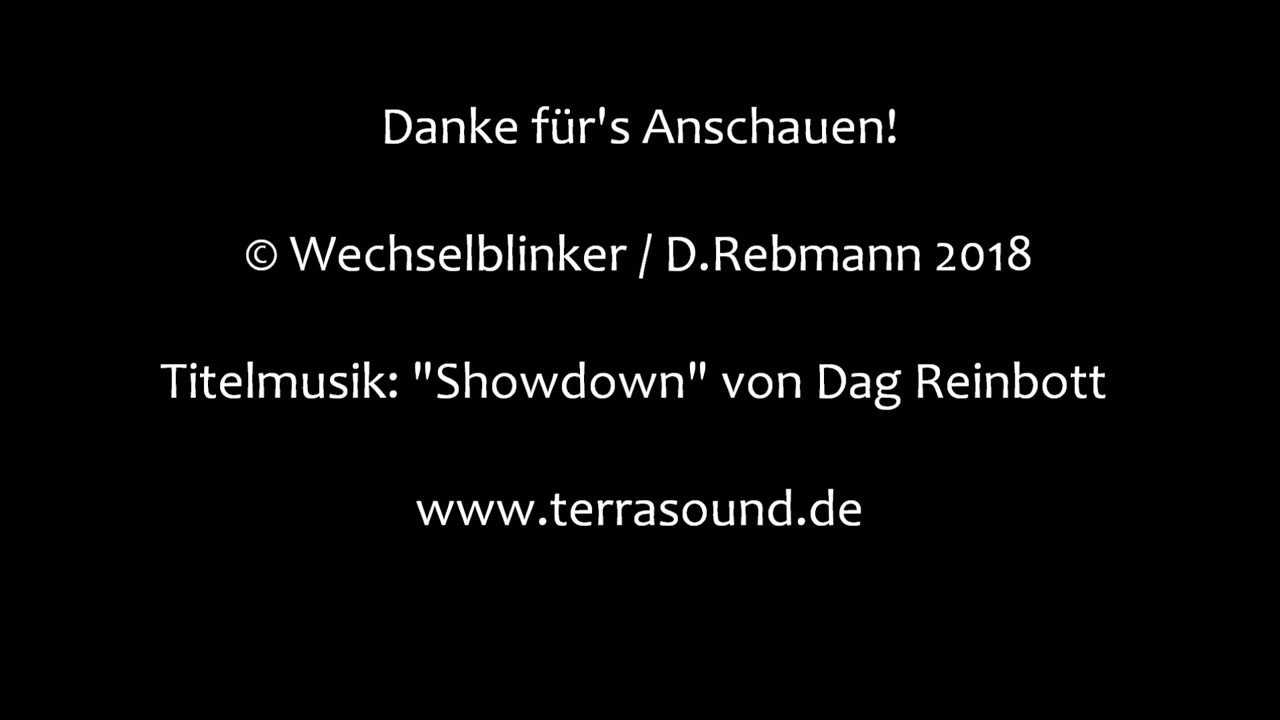 Danke für's Anschauen!
© Wechselblinker / D.Rebmann 2018
Titelmusik: "Showdown" von Dag Reinbott
www.terrasound.de